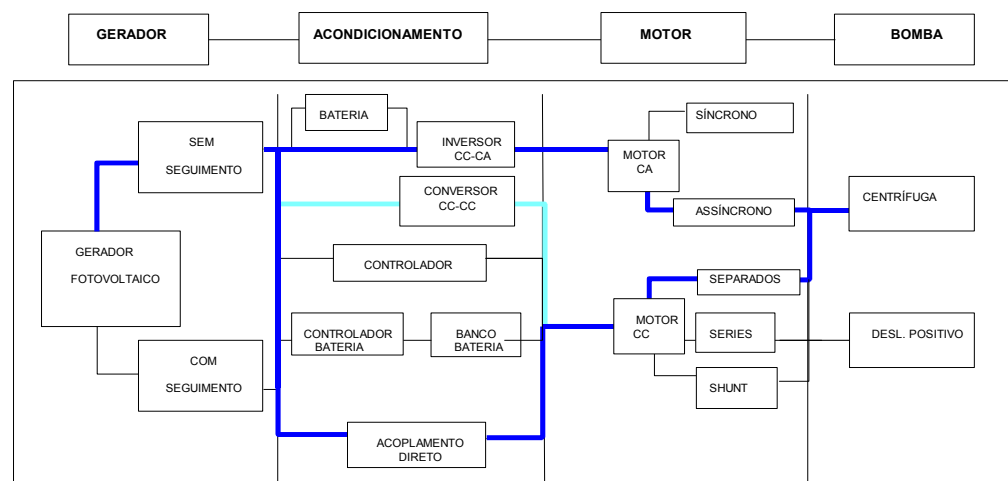 GERADOR
ACONDICIONAMENTO
MOTOR
BOMBA
BATERIA
SÍNCRONO
SEM
SEGUIMENTO
INVERSOR
CC-CA
MOTOR
CA
CONVERSOR
CC-CC
ASSÍNCRONO
CENTRÍFUGA
GERADOR
FOTOVOLTAICO
CONTROLADOR
SEPARADOS
CONTROLADOR
BATERIA
BANCO
BATERIA
MOTOR
CC
SERIES
DESL. POSITIVO
COM
SEGUIMENTO
SHUNT
ACOPLAMENTO
DIRETO